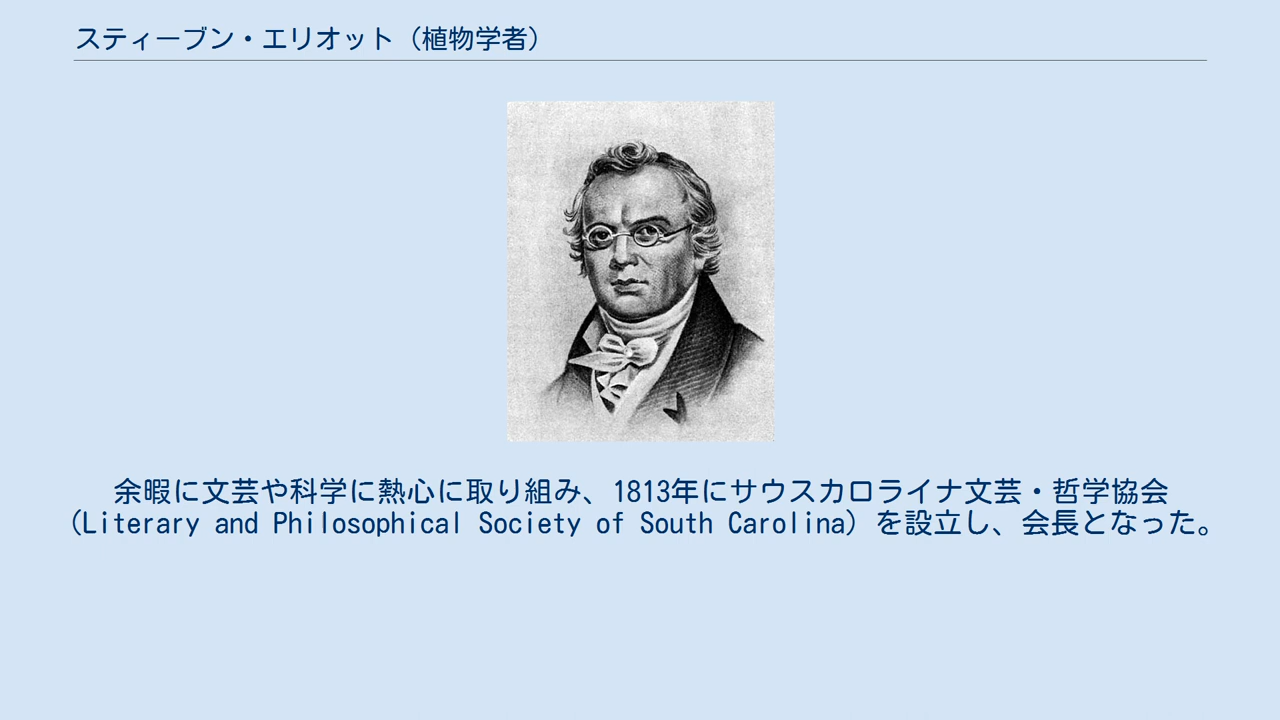 スティーブン・エリオット（植物学者）
余暇に文芸や科学に熱心に取り組み、1813年にサウスカロライナ文芸・哲学協会
(Literary and Philosophical Society of South Carolina) を設立し、会長となった。